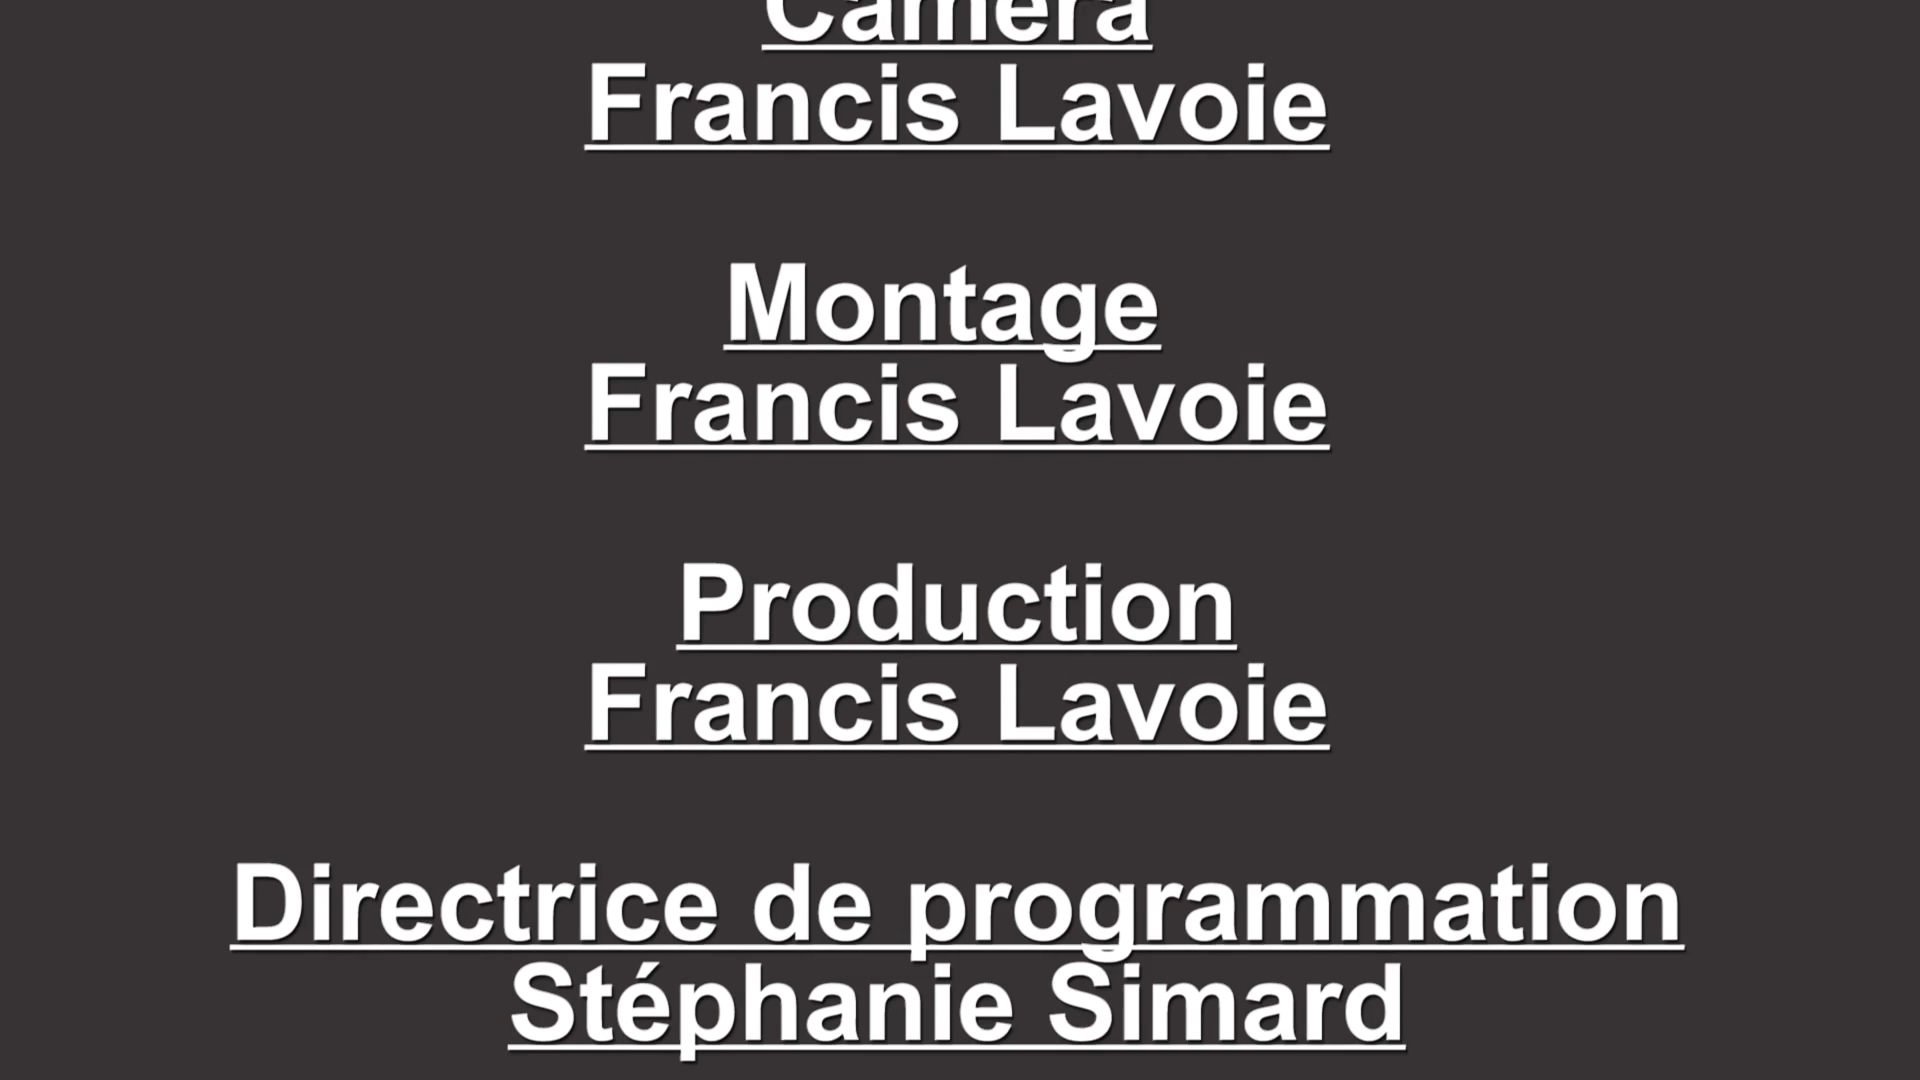 Caméra
Francis Lavoie
Montage
Francis Lavoie
Production
Francis Lavoie
Directrice de programmation
Stéphanie Simard